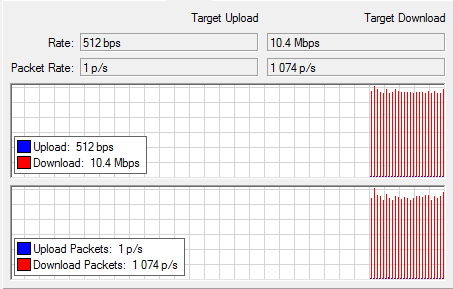 Target Upload Target Download
Rate: 512 bps 10.4 Mbps
Packet Rate: 1 p/s 1 074 p/s
Upload: 512 bps
Download: 10.4 Mbps
Upload Packets: 1 p/s
Download Packets: 1 074 p/s